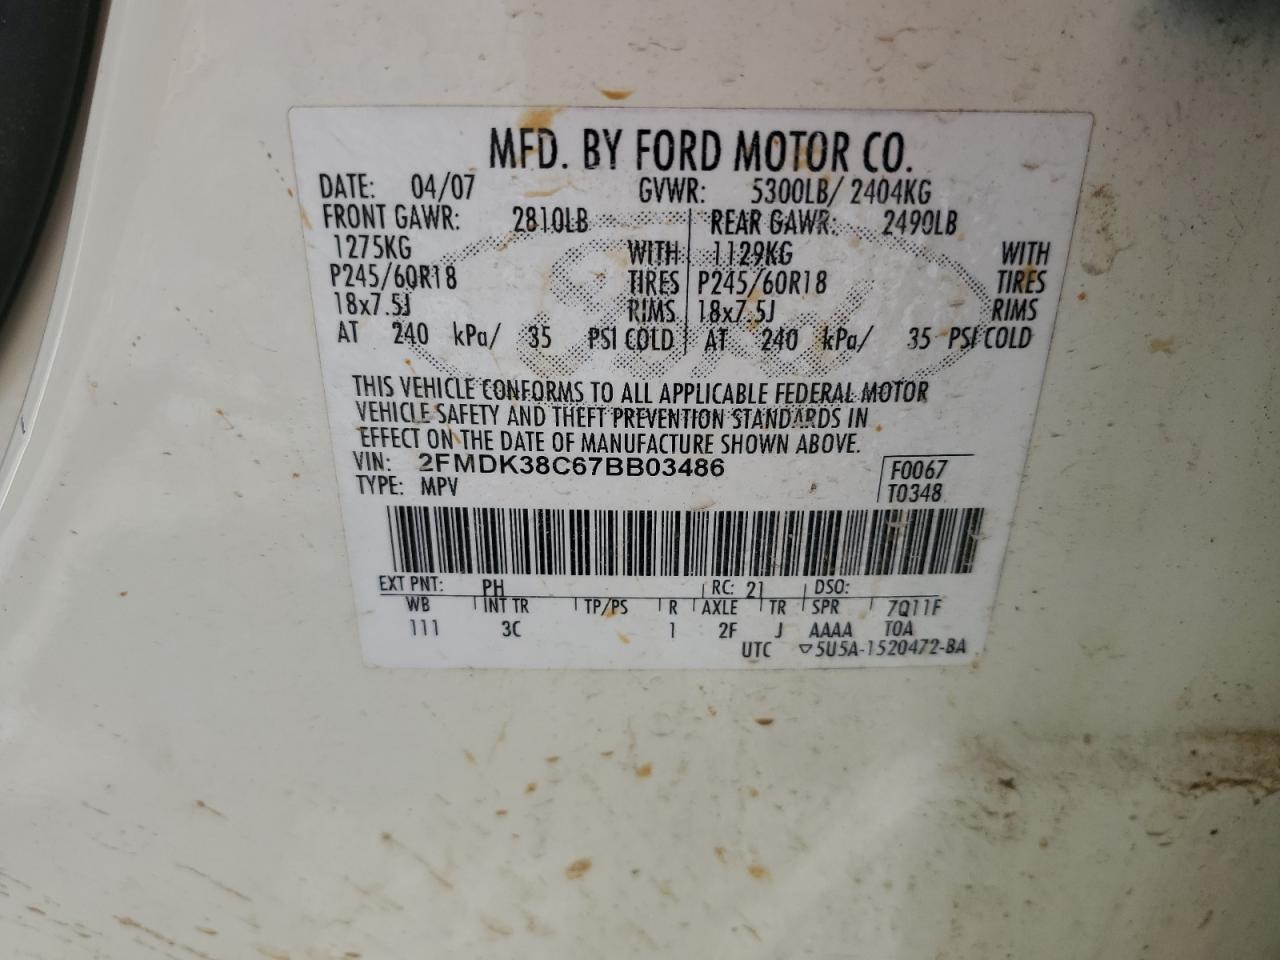 MFD. BY FORD MOTOR CO.
DATE: 04/07 GVWR: 5300LB/ 2404KG
FRONT GAWR: 2810LB REAR GAWR: 2490LB
1275KG WITH 1129KG WITH
P245/60R18 TIRES P245/60R18 TIRES
18x7.5J RIMS 18x7.5J RIMS
AT 240 kPa/ 35 PSI COLD AT 240 kPa/ 35 PSI COLD
THIS VEHICLE CONFORMS TO ALL APPLICABLE FEDERAL MOTOR
VEHICLE SAFETY AND THEFT PREVENTION STANDARDS IN
EFFECT ON THE DATE OF MANUFACTURE SHOWN ABOVE.
VIN: 2FMDK38C67BB03486 F0067
TYPE: MPV T0348
EXT PNT: PH RC: 21 DSO:
WB INT TR TP/PS R AXLE TR SPR 7Q11F
111 3C 1 2F J AAAA T0A
UTC ▽5U5A-1520472-BA